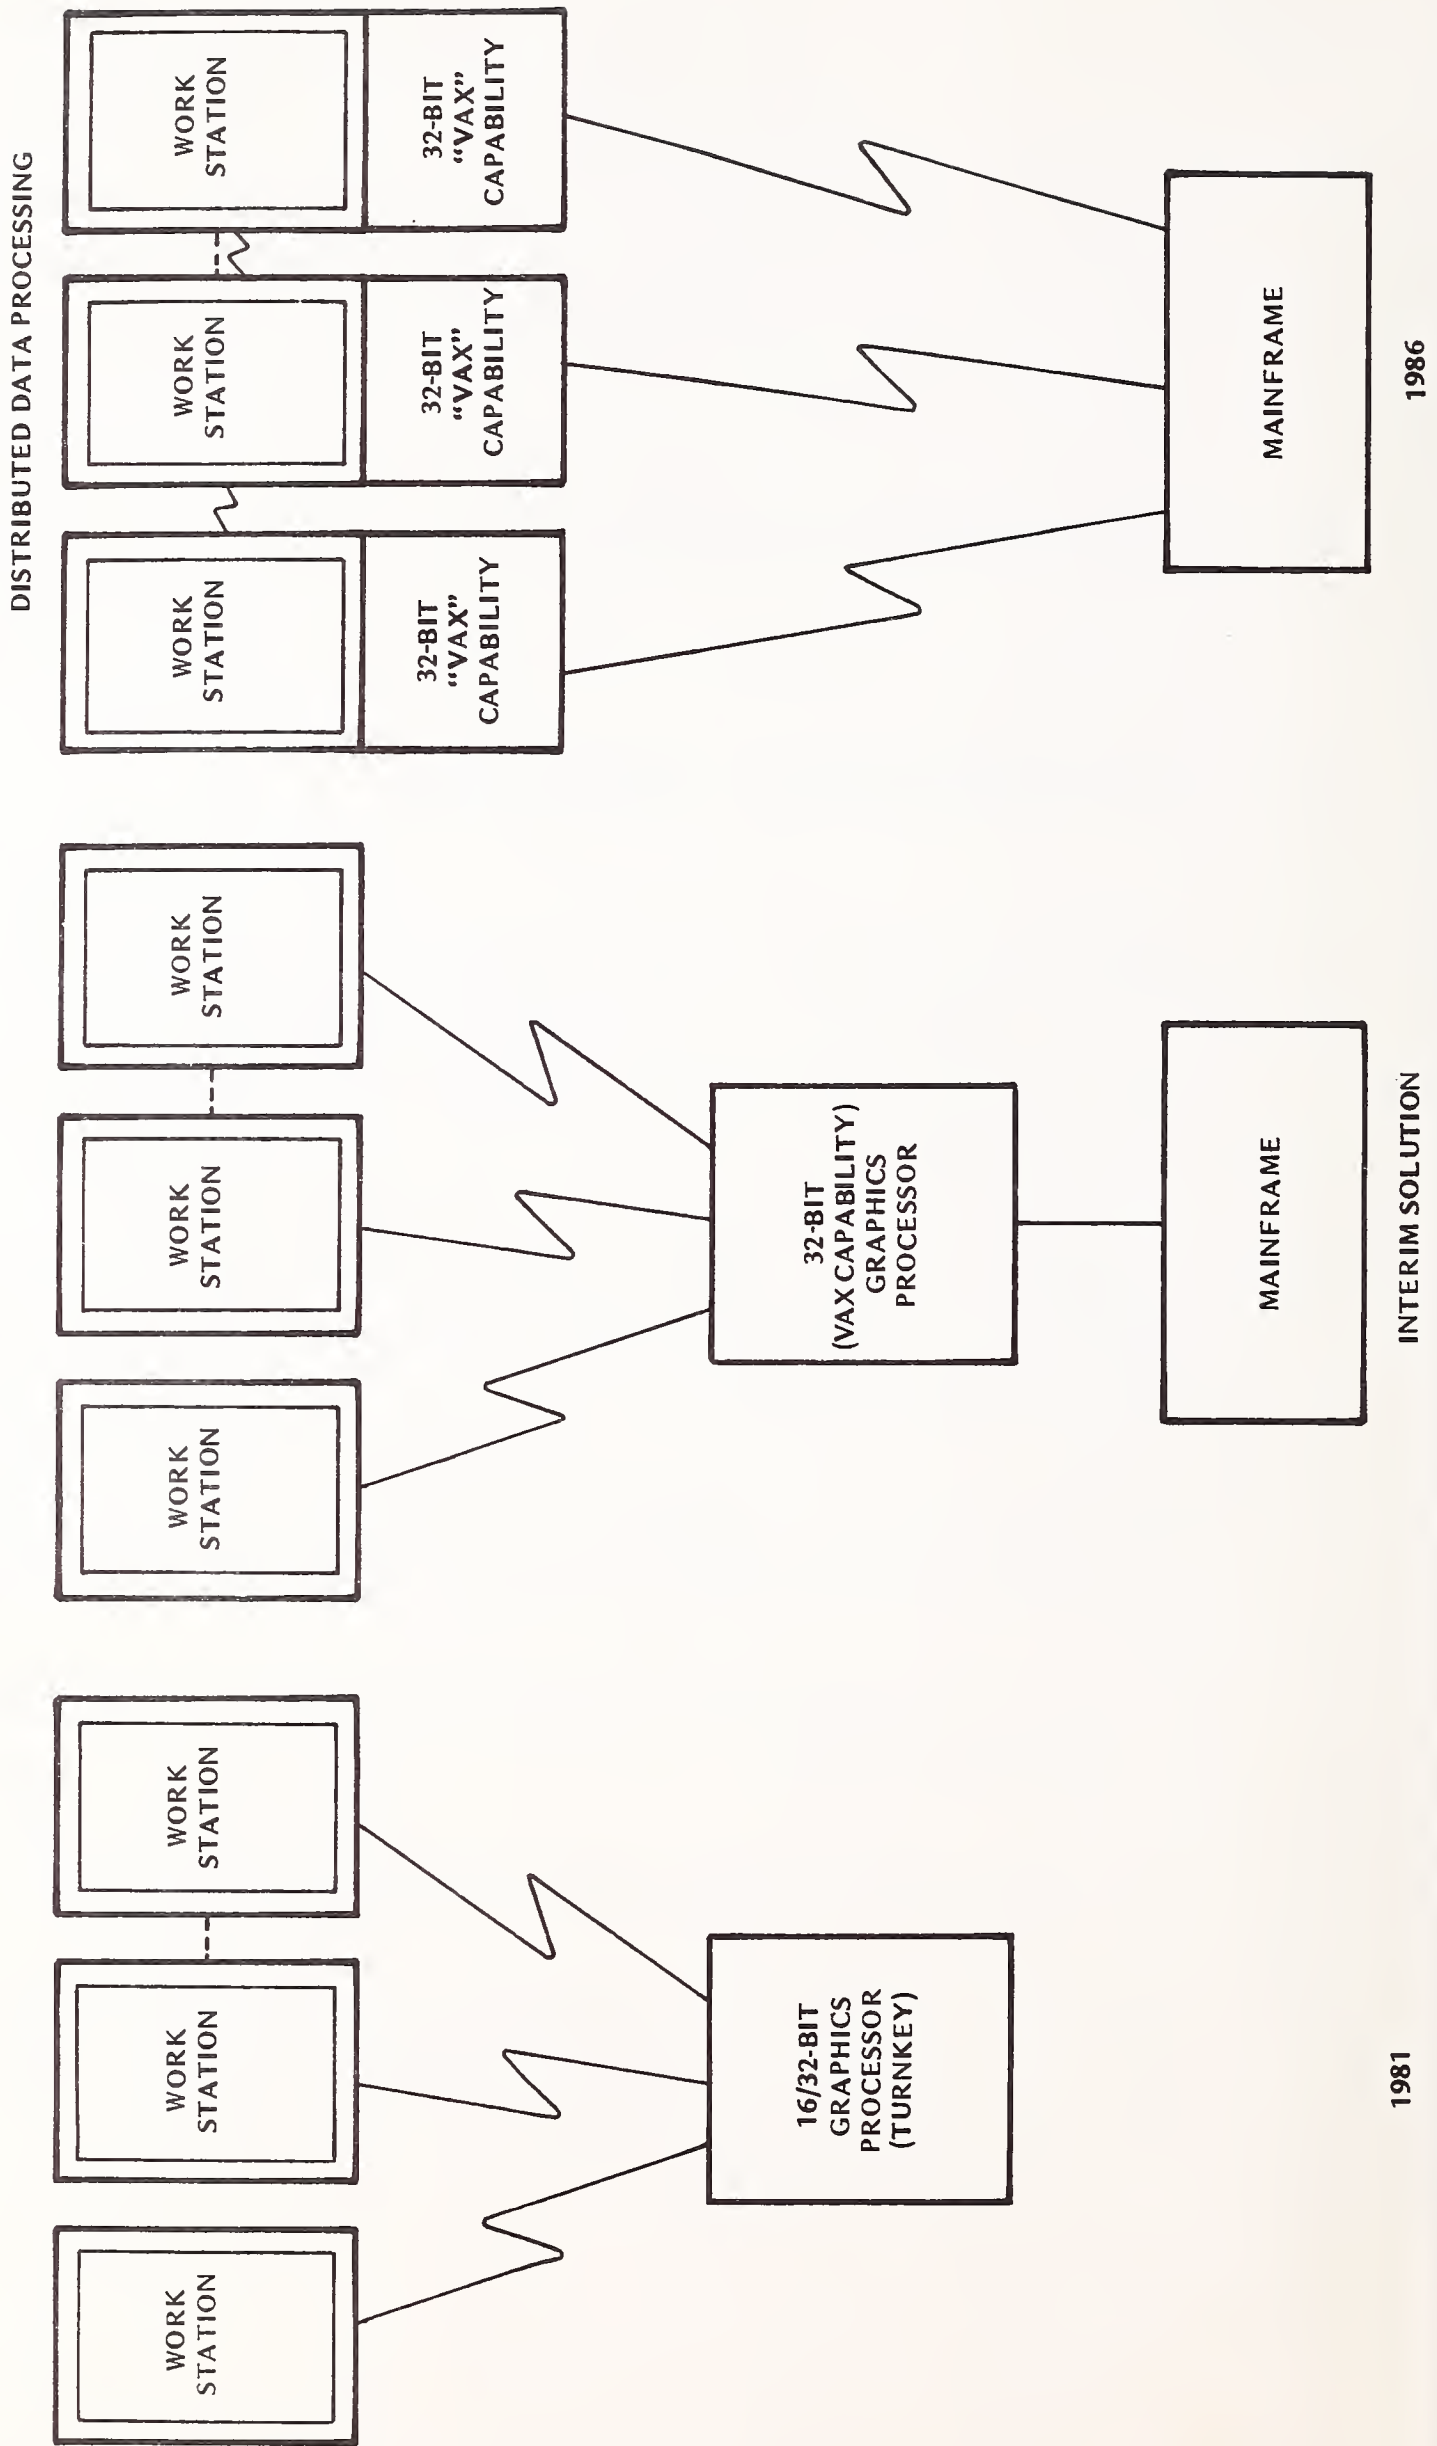 DISTRIBUTED DATA PROCESSING
WORK
STATION
WORK
STATION
WORK
STATION
16/32-BIT
GRAPHICS
PROCESSOR
(TURNKEY)
1981
WORK
STATION
WORK
STATION
WORK
STATION
32-BIT
(VAX CAPABILITY)
GRAPHICS
PROCESSOR
MAINFRAME
INTERIM SOLUTION
WORK
STATION
WORK
STATION
WORK
STATION
32-BIT
"VAX"
CAPABILITY
32-BIT
"VAX"
CAPABILITY
32-BIT
"VAX"
CAPABILITY
MAINFRAME
1986